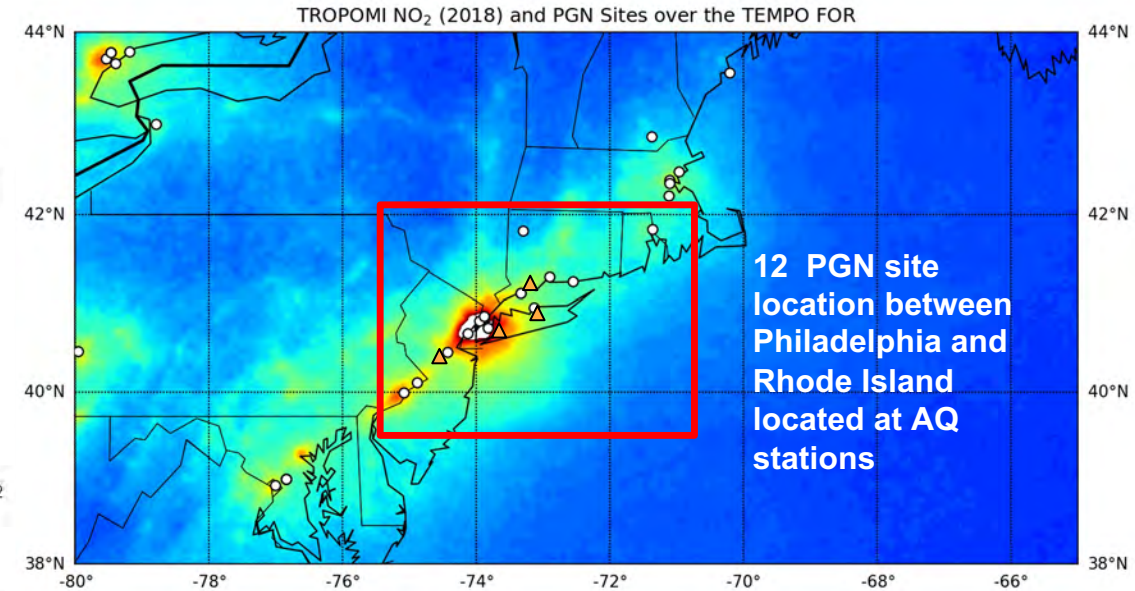 TROPOMI NO₂ (2018) and PGN Sites over the TEMPO FOR
44°N
44°N
42°N
42°N
12 PGN site
location between
Philadelphia and
Rhode Island
located at AQ
stations
40°N
40°N
2
38°N
38°N
-80°
-78°
-76°
-74°
-72°
-70°
-68°
-66°